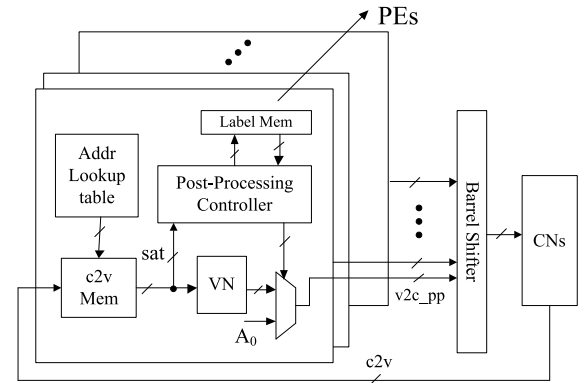 PEs
Label Mem
Addr
Lookup
table
Post-Processing
Controller
Barrel Shifter
CNs
sat
c2v
Mem
VN
v2c_pp
A₀
c2v